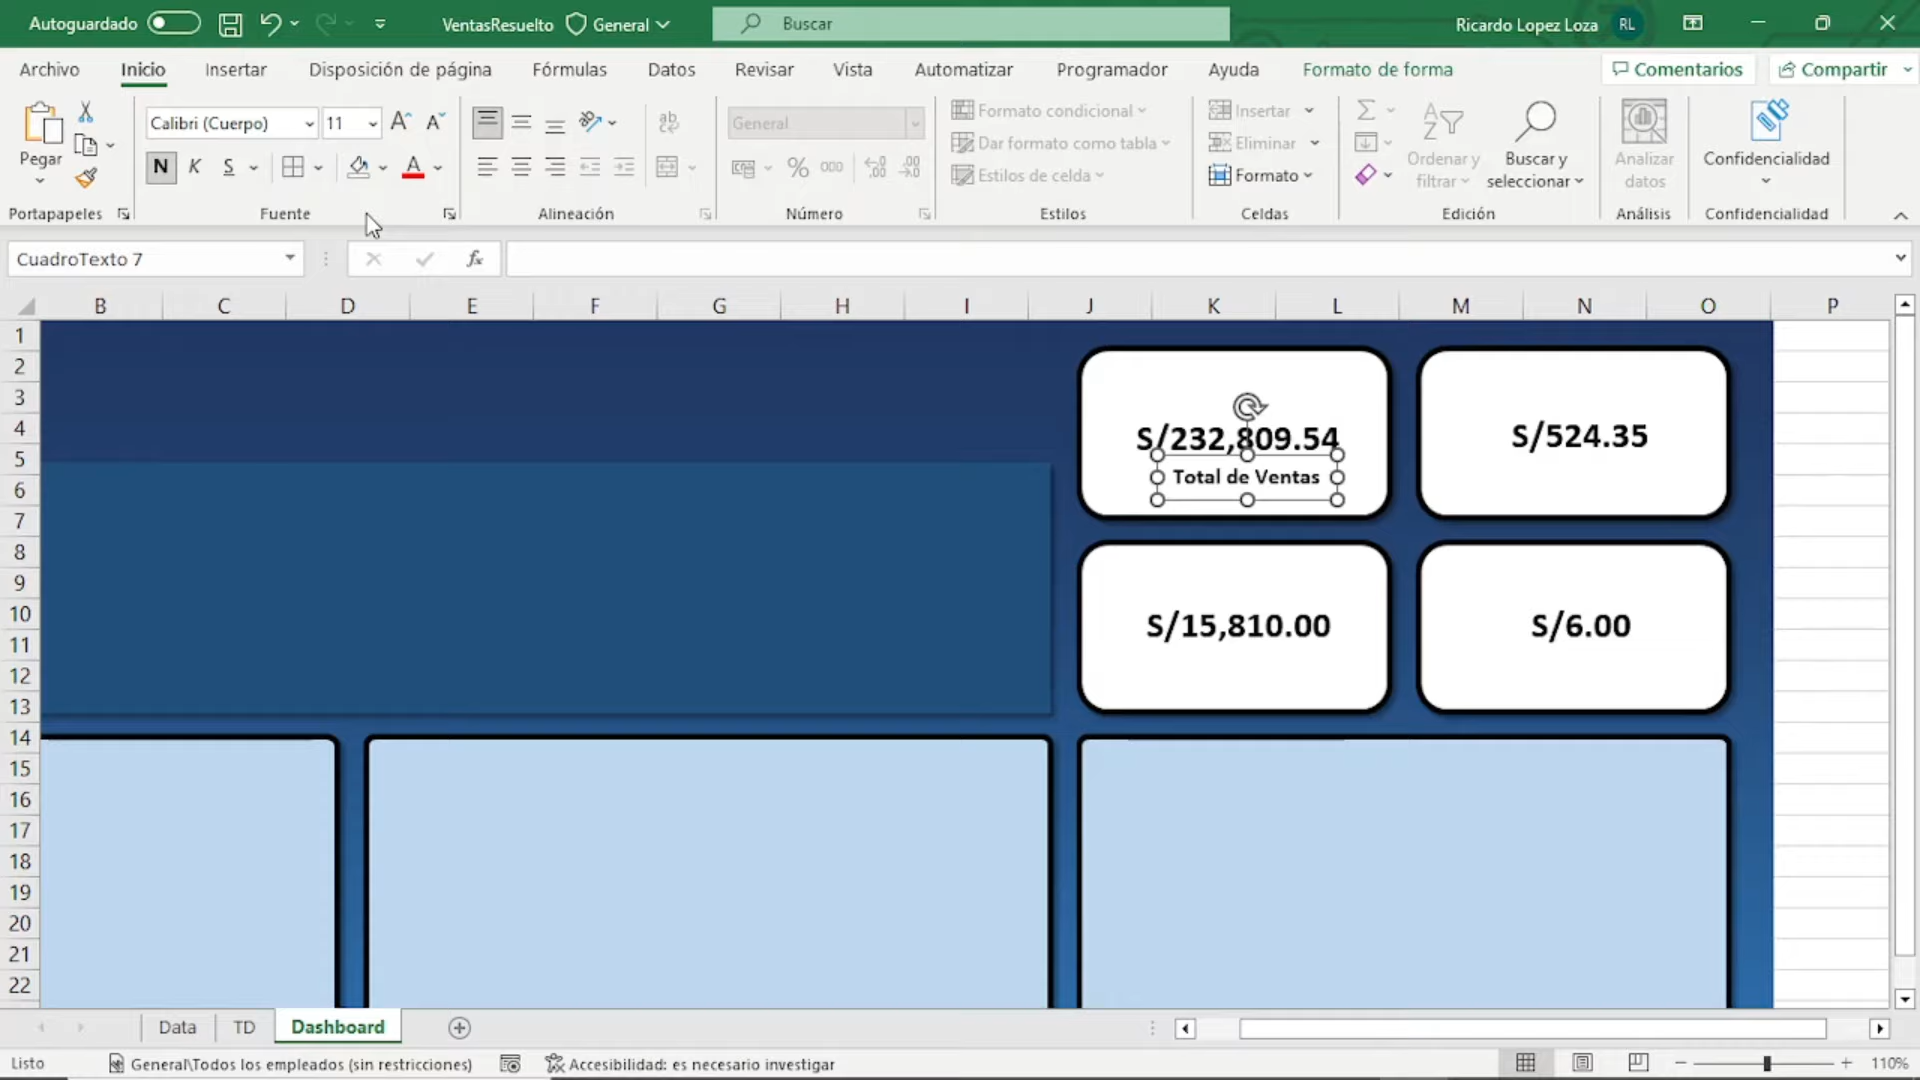 Autoguardado
VentasResuelto
General
Buscar
Ricardo Lopez Loza
RL
Archivo
Inicio
Insertar
Disposición de página
Fórmulas
Datos
Revisar
Vista
Automatizar
Programador
Ayuda
Formato de forma
Comentarios
Compartir
Pegar
Portapapeles
Calibri (Cuerpo)
11
N
K
S
A
Fuente
ab
Alineación
General
%
000
Número
Formato condicional
Dar formato como tabla
Estilos de celda
Estilos
Insertar
Eliminar
Formato
Celdas
Ordenar y
filtrar
Buscar y
seleccionar
Edición
Analizar
datos
Análisis
Confidencialidad
Confidencialidad
CuadroTexto 7
fx
B C D E F G H I J K L M N O P
1
2
3
4
5
6
7
8
9
10
11
12
13
14
15
16
17
18
19
20
21
22
S/232,809.54
Total de Ventas
S/524.35
S/15,810.00
S/6.00
Data
TD
Dashboard
Listo
General\Todos los empleados (sin restricciones)
Accesibilidad: es necesario investigar
110%